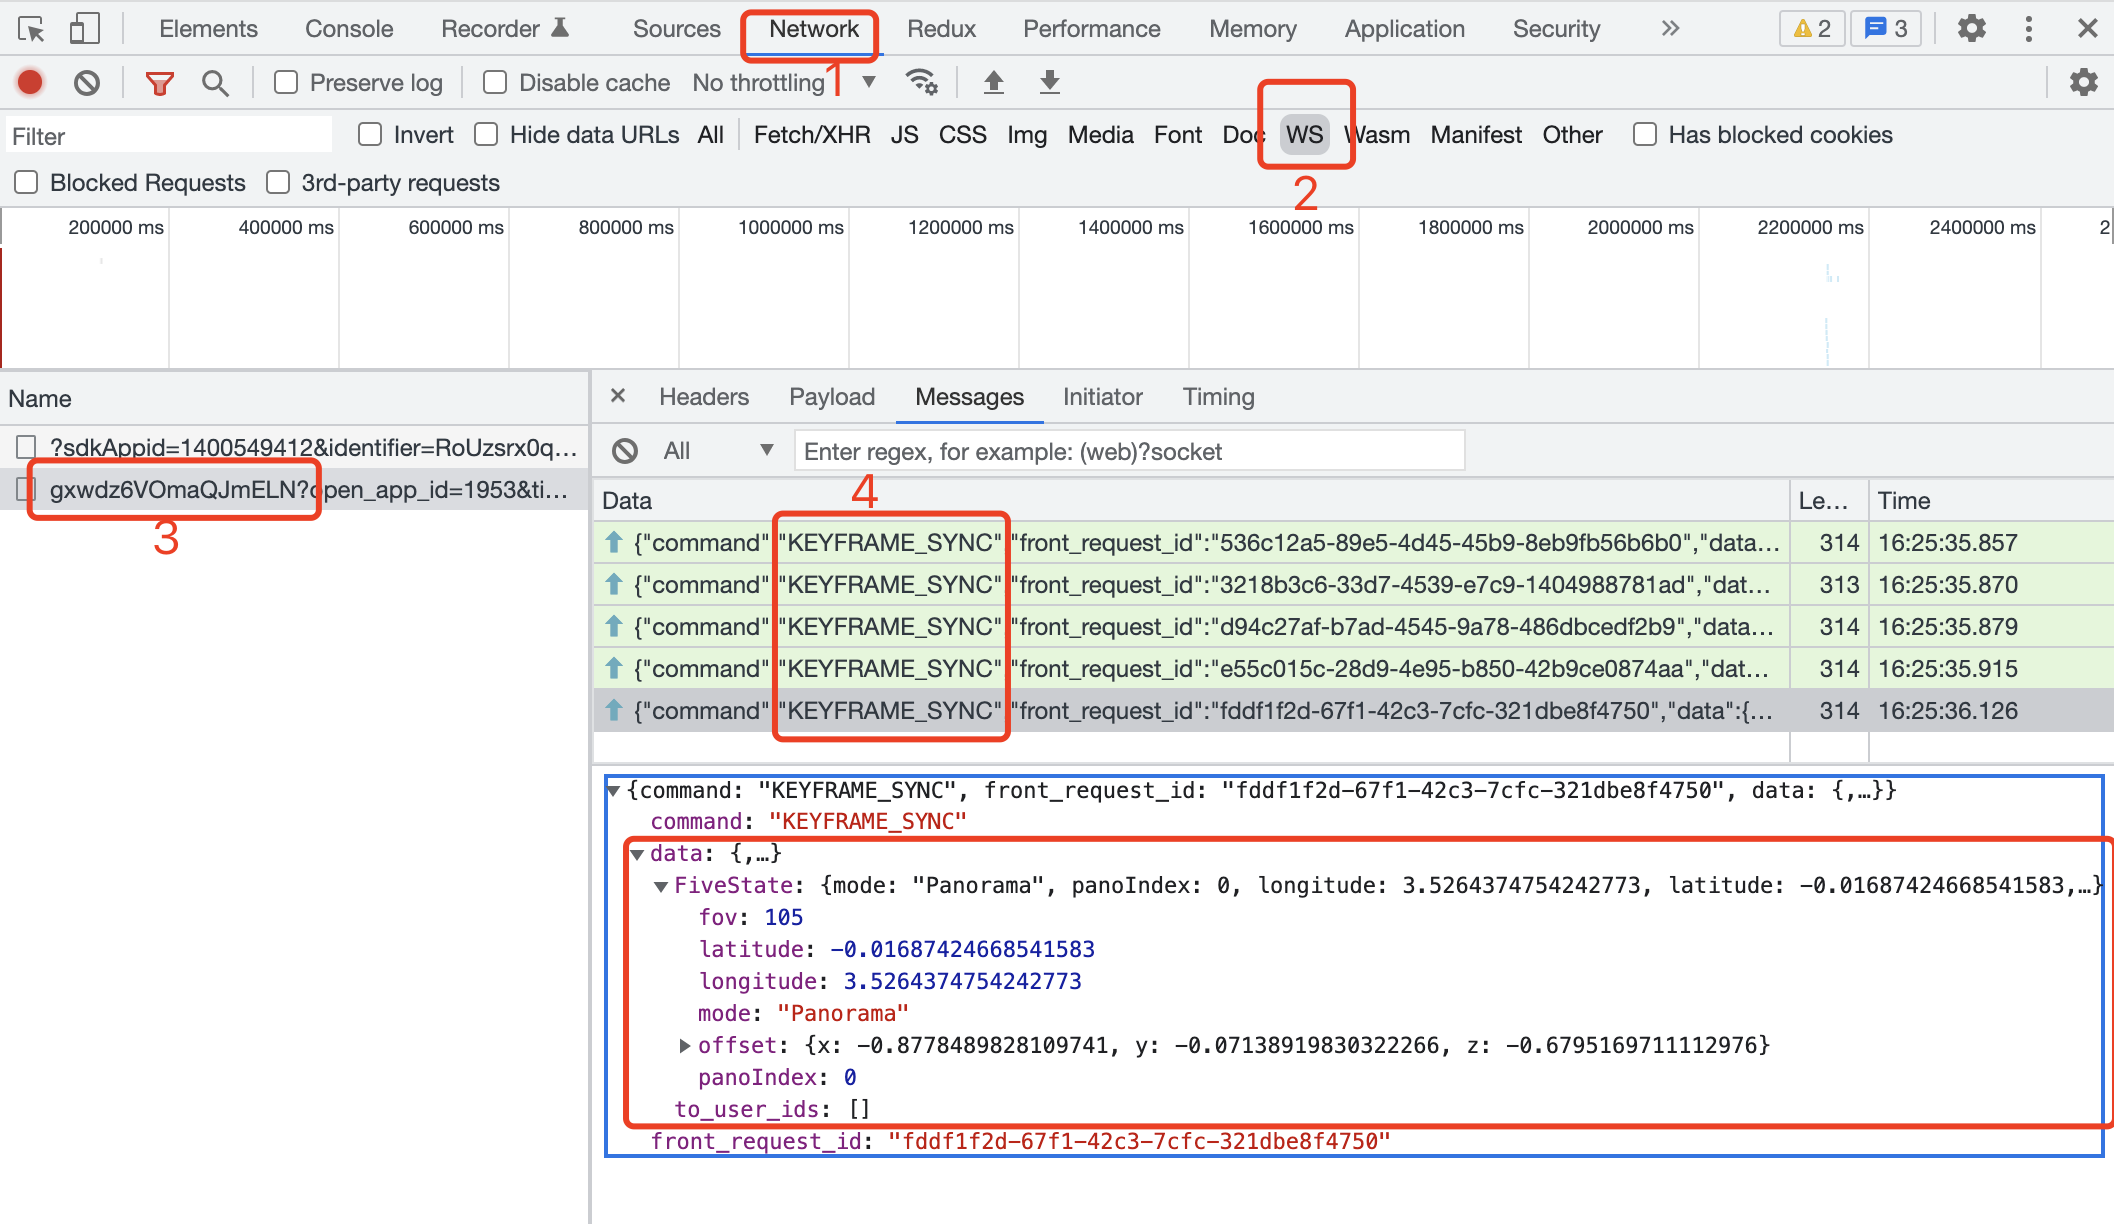 Elements Console Recorder Sources Network Redux Performance Memory Application Security » 2 3
Preserve log Disable cache No throttling 1
Filter Invert Hide data URLs All Fetch/XHR JS CSS Img Media Font Doc WS Wasm Manifest Other Has blocked cookies
Blocked Requests 3rd-party requests 2
200000 ms 400000 ms 600000 ms 800000 ms 1000000 ms 1200000 ms 1400000 ms 1600000 ms 1800000 ms 2000000 ms 2200000 ms 2400000 ms 2
Name
?sdkAppid=1400549412&identifier=RoUzsrx0q…
gxwdz6VOmaQJmELN?open_app_id=1953&ti…
3
× Headers Payload Messages Initiator Timing
All Enter regex, for example: (web)?socket
4
Data Le… Time
{"command" "KEYFRAME_SYNC" "front_request_id":"536c12a5-89e5-4d45-45b9-8eb9fb56b6b0","data… 314 16:25:35.857
{"command" "KEYFRAME_SYNC" "front_request_id":"3218b3c6-33d7-4539-e7c9-1404988781ad","dat… 313 16:25:35.870
{"command" "KEYFRAME_SYNC" "front_request_id":"d94c27af-b7ad-4545-9a78-486dbcedf2b9","data… 314 16:25:35.879
{"command" "KEYFRAME_SYNC" "front_request_id":"e55c015c-28d9-4e95-b850-42b9ce0874aa","dat… 314 16:25:35.915
{"command" "KEYFRAME_SYNC" "front_request_id":"fddf1f2d-67f1-42c3-7cfc-321dbe8f4750","data":{… 314 16:25:36.126
{command: "KEYFRAME_SYNC", front_request_id: "fddf1f2d-67f1-42c3-7cfc-321dbe8f4750", data: {,…}}
command: "KEYFRAME_SYNC"
data: {,…}
FiveState: {mode: "Panorama", panoIndex: 0, longitude: 3.5264374754242773, latitude: -0.01687424668541583,…}
fov: 105
latitude: -0.01687424668541583
longitude: 3.5264374754242773
mode: "Panorama"
offset: {x: -0.8778489828109741, y: -0.07138919830322266, z: -0.6795169711112976}
panoIndex: 0
to_user_ids: []
front_request_id: "fddf1f2d-67f1-42c3-7cfc-321dbe8f4750"